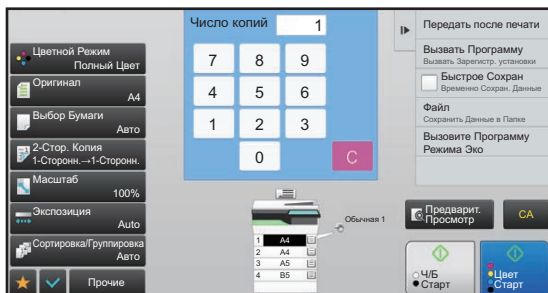 Число копий 1
Цветной Режим
Полный Цвет
Оригинал
A4
Выбор Бумаги
Авто
2-Стор. Копия
1-Сторонн.→1-Сторонн.
Масштаб
100%
Экспозиция
Auto
Сортировка/Группировка
Авто
Прочие
7 8 9
4 5 6
1 2 3
0 C
Обычная 1
1 A4
2 A4
3 A5
4 B5
Передать после печати
Вызвать Программу
Вызвать Зарегистр. установки
Быстрое Сохран
Временно Сохран. Данные
Файл
Сохранить Данные в Папке
Вызовите Программу
Режима Эко
Предварит.
Просмотр
CA
Ч/Б
Старт
Цвет
Старт